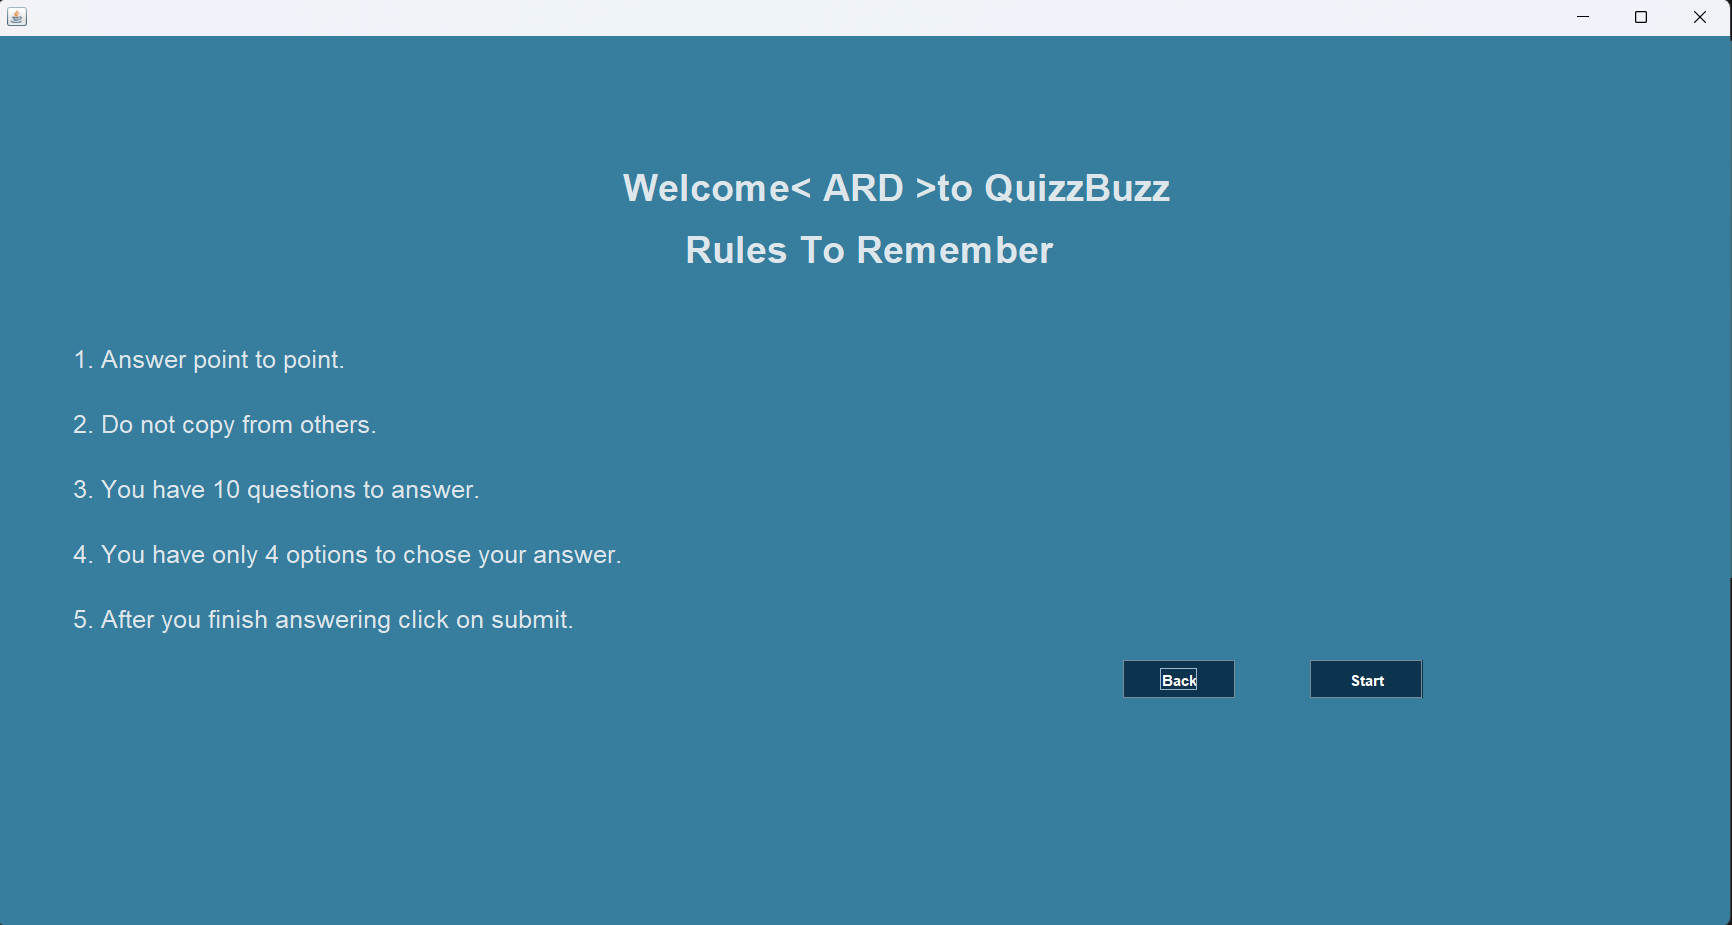 Welcome< ARD >to QuizzBuzz
Rules To Remember
1. Answer point to point.
2. Do not copy from others.
3. You have 10 questions to answer.
4. You have only 4 options to chose your answer.
5. After you finish answering click on submit.
Back
Start